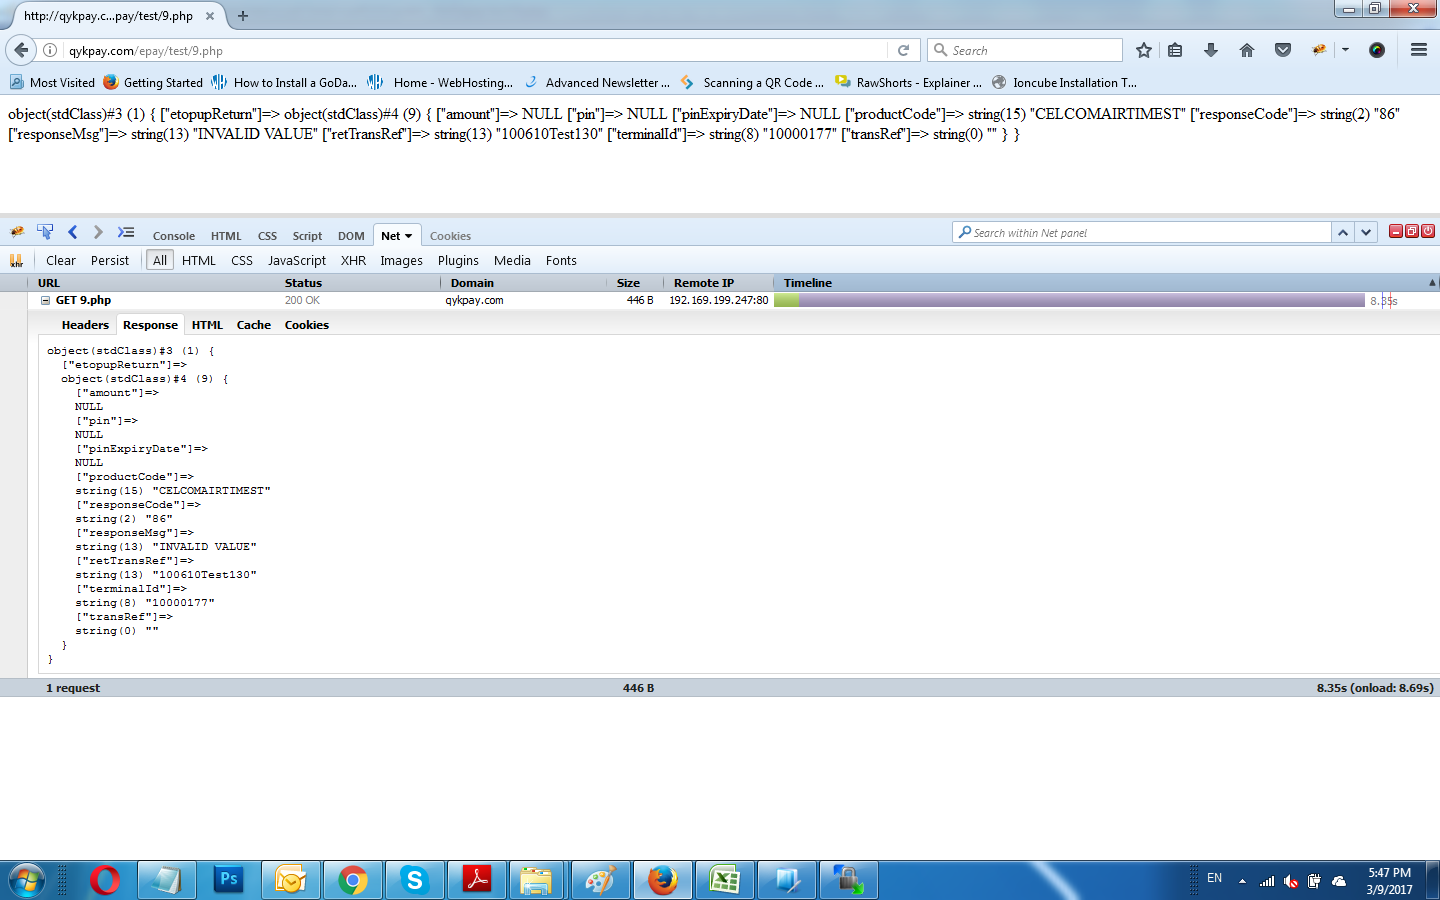 http://qykpay.c...pay/test/9.php
qykpay.com/epay/test/9.php
Search
Most Visited Getting Started How to Install a GoDa... Home - WebHosting... Advanced Newsletter ... Scanning a QR Code ... RawShorts - Explainer ... Ioncube Installation T...
object(stdClass)#3 (1) { ["etopupReturn"]=> object(stdClass)#4 (9) { ["amount"]=> NULL ["pin"]=> NULL ["pinExpiryDate"]=> NULL ["productCode"]=> string(15) "CELCOMAIRTIMEST" ["responseCode"]=> string(2) "86"
["responseMsg"]=> string(13) "INVALID VALUE" ["retTransRef"]=> string(13) "100610Test130" ["terminalId"]=> string(8) "10000177" ["transRef"]=> string(0) "" } }
Console HTML CSS Script DOM Net Cookies
Search within Net panel
xhr Clear Persist All HTML CSS JavaScript XHR Images Plugins Media Fonts
URL Status Domain Size Remote IP Timeline
GET 9.php 200 OK qykpay.com 446 B 192.169.199.247:80 8.35s
Headers Response HTML Cache Cookies
object(stdClass)#3 (1) {
["etopupReturn"]=>
object(stdClass)#4 (9) {
["amount"]=>
NULL
["pin"]=>
NULL
["pinExpiryDate"]=>
NULL
["productCode"]=>
string(15) "CELCOMAIRTIMEST"
["responseCode"]=>
string(2) "86"
["responseMsg"]=>
string(13) "INVALID VALUE"
["retTransRef"]=>
string(13) "100610Test130"
["terminalId"]=>
string(8) "10000177"
["transRef"]=>
string(0) ""
}
}
1 request 446 B 8.35s (onload: 8.69s)
Ps
EN
5:47 PM
3/9/2017